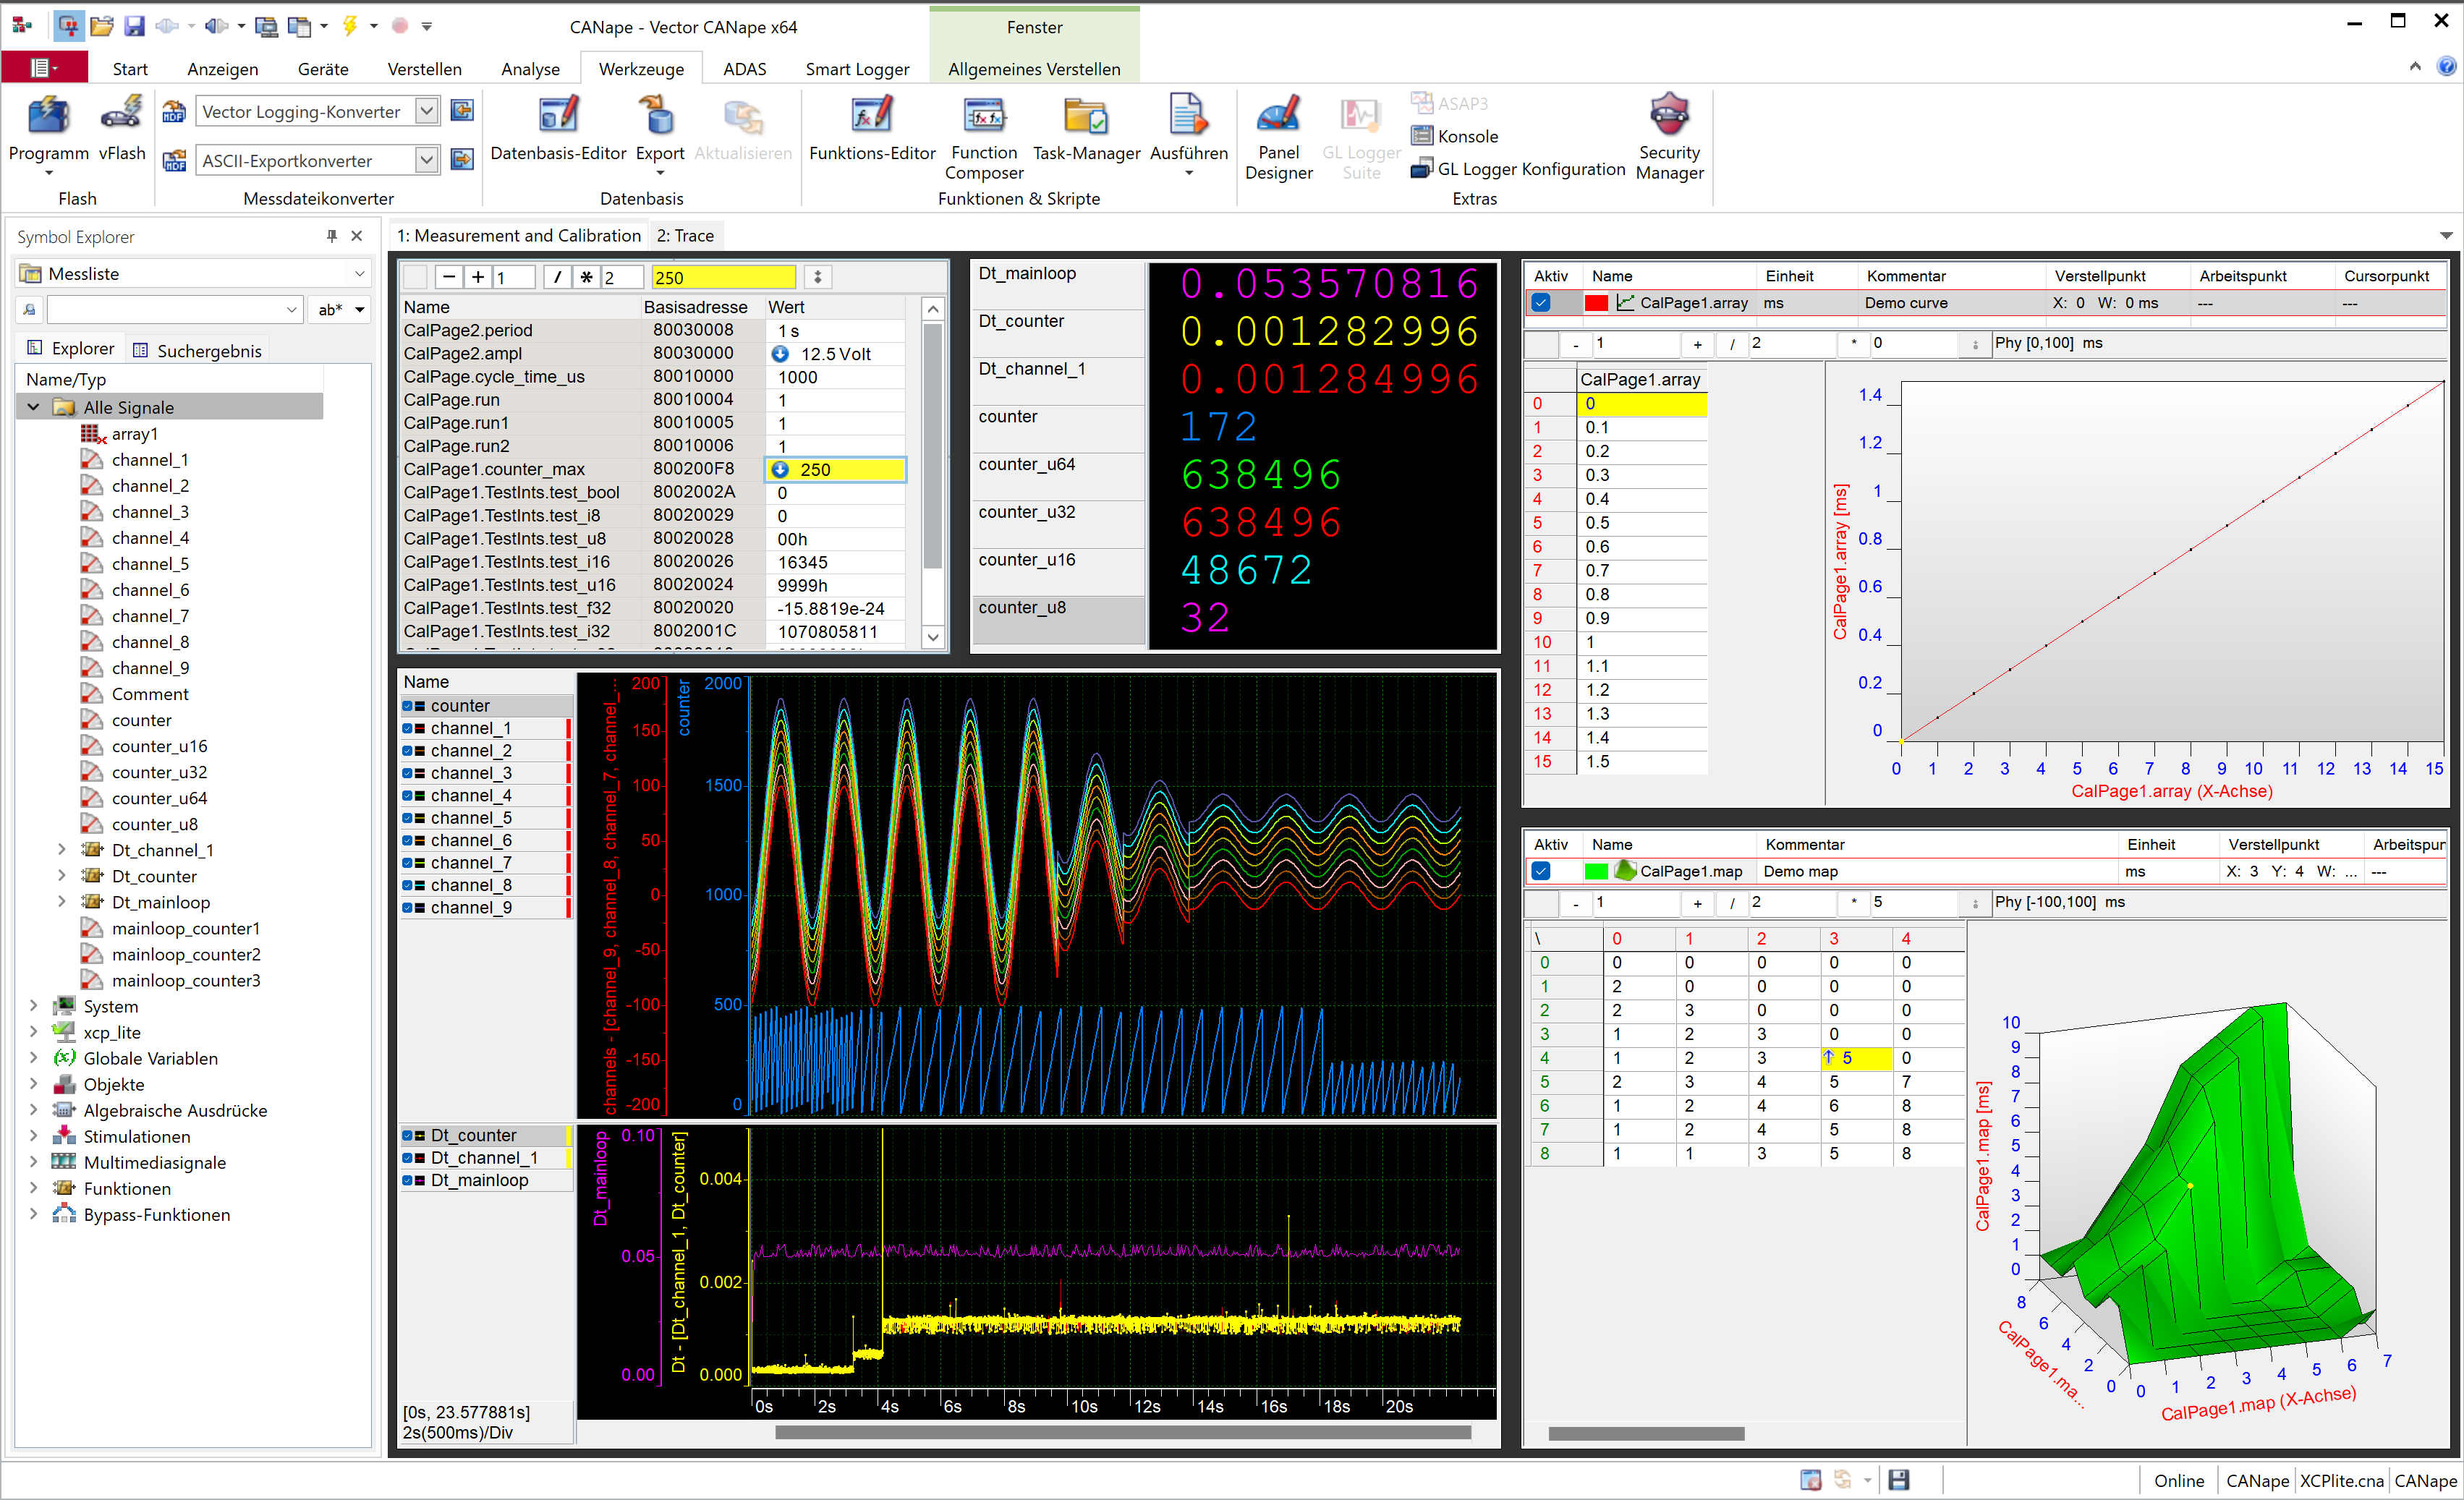 CANape - Vector CANape x64
Fenster
Start Anzeigen Geräte Verstellen Analyse Werkzeuge ADAS Smart Logger Allgemeines Verstellen
Programm vFlash
Flash
Vector Logging-Konverter
ASCII-Exportkonverter
Messdateikonverter
Datenbasis-Editor Export Aktualisieren
Datenbasis
Funktions-Editor Function Composer Task-Manager Ausführen
Funktionen & Skripte
Panel Designer GL Logger Suite
ASAP3
Konsole
GL Logger Konfiguration
Security Manager
Extras
Symbol Explorer
Messliste
ab*
Explorer Suchergebnis
Name/Typ
Alle Signale
array1
channel_1
channel_2
channel_3
channel_4
channel_5
channel_6
channel_7
channel_8
channel_9
Comment
counter
counter_u16
counter_u32
counter_u64
counter_u8
Dt_channel_1
Dt_counter
Dt_mainloop
mainloop_counter1
mainloop_counter2
mainloop_counter3
System
xcp_lite
Globale Variablen
Objekte
Algebraische Ausdrücke
Stimulationen
Multimediasignale
Funktionen
Bypass-Funktionen
1: Measurement and Calibration 2: Trace
− + 1 / * 2 250
Name Basisadresse Wert
CalPage2.period 80030008 1 s
CalPage2.ampl 80030000 12.5 Volt
CalPage.cycle_time_us 80010000 1000
CalPage.run 80010004 1
CalPage.run1 80010005 1
CalPage.run2 80010006 1
CalPage1.counter_max 800200F8 250
CalPage1.TestInts.test_bool 8002002A 0
CalPage1.TestInts.test_i8 80020029 0
CalPage1.TestInts.test_u8 80020028 00h
CalPage1.TestInts.test_i16 80020026 16345
CalPage1.TestInts.test_u16 80020024 9999h
CalPage1.TestInts.test_f32 80020020 -15.8819e-24
CalPage1.TestInts.test_i32 8002001C 1070805811
Dt_mainloop 0.053570816
Dt_counter 0.001282996
Dt_channel_1 0.001284996
counter 172
counter_u64 638496
counter_u32 638496
counter_u16 48672
counter_u8 32
Name
counter
channel_1
channel_2
channel_3
channel_4
channel_5
channel_6
channel_7
channel_8
channel_9
channels - [channel_9, channel_8, channel_7, channel_...
200
150
100
50
0
-50
-100
-150
-200
counter
2000
1500
1000
500
0
Dt_counter
Dt_channel_1
Dt_mainloop
Dt_mainloop
0.10
0.05
0.00
Dt - [Dt_channel_1, Dt_counter]
0.004
0.002
0.000
0s 2s 4s 6s 8s 10s 12s 14s 16s 18s 20s
[0s, 23.577881s]
2s(500ms)/Div
Aktiv Name Einheit Kommentar Verstellpunkt Arbeitspunkt Cursorpunkt
CalPage1.array ms Demo curve X: 0 W: 0 ms --- ---
- 1 + / 2 * 0 Phy [0,100] ms
CalPage1.array
0 0
1 0.1
2 0.2
3 0.3
4 0.4
5 0.5
6 0.6
7 0.7
8 0.8
9 0.9
10 1
11 1.1
12 1.2
13 1.3
14 1.4
15 1.5
CalPage1.array [ms]
1.4
1.2
1
0.8
0.6
0.4
0.2
0
0 1 2 3 4 5 6 7 8 9 10 11 12 13 14 15
CalPage1.array (X-Achse)
Aktiv Name Kommentar Einheit Verstellpunkt Arbeitspun
CalPage1.map Demo map ms X: 3 Y: 4 W: ... ---
- 1 + / 2 * 5 Phy [-100,100] ms
\ 0 1 2 3 4
0 0 0 0 0 0
1 2 0 0 0 0
2 2 3 0 0 0
3 1 2 3 0 0
4 1 2 3 5 0
5 2 3 4 5 7
6 1 2 4 6 8
7 1 2 4 5 8
8 1 1 3 5 8
CalPage1.map [ms]
10
9
8
7
6
5
4
3
2
1
0
8 6 4 2 0
CalPage1.ma...
0 1 2 3 4 5 6 7
CalPage1.map (X-Achse)
Online CANape XCPlite.cna CANape